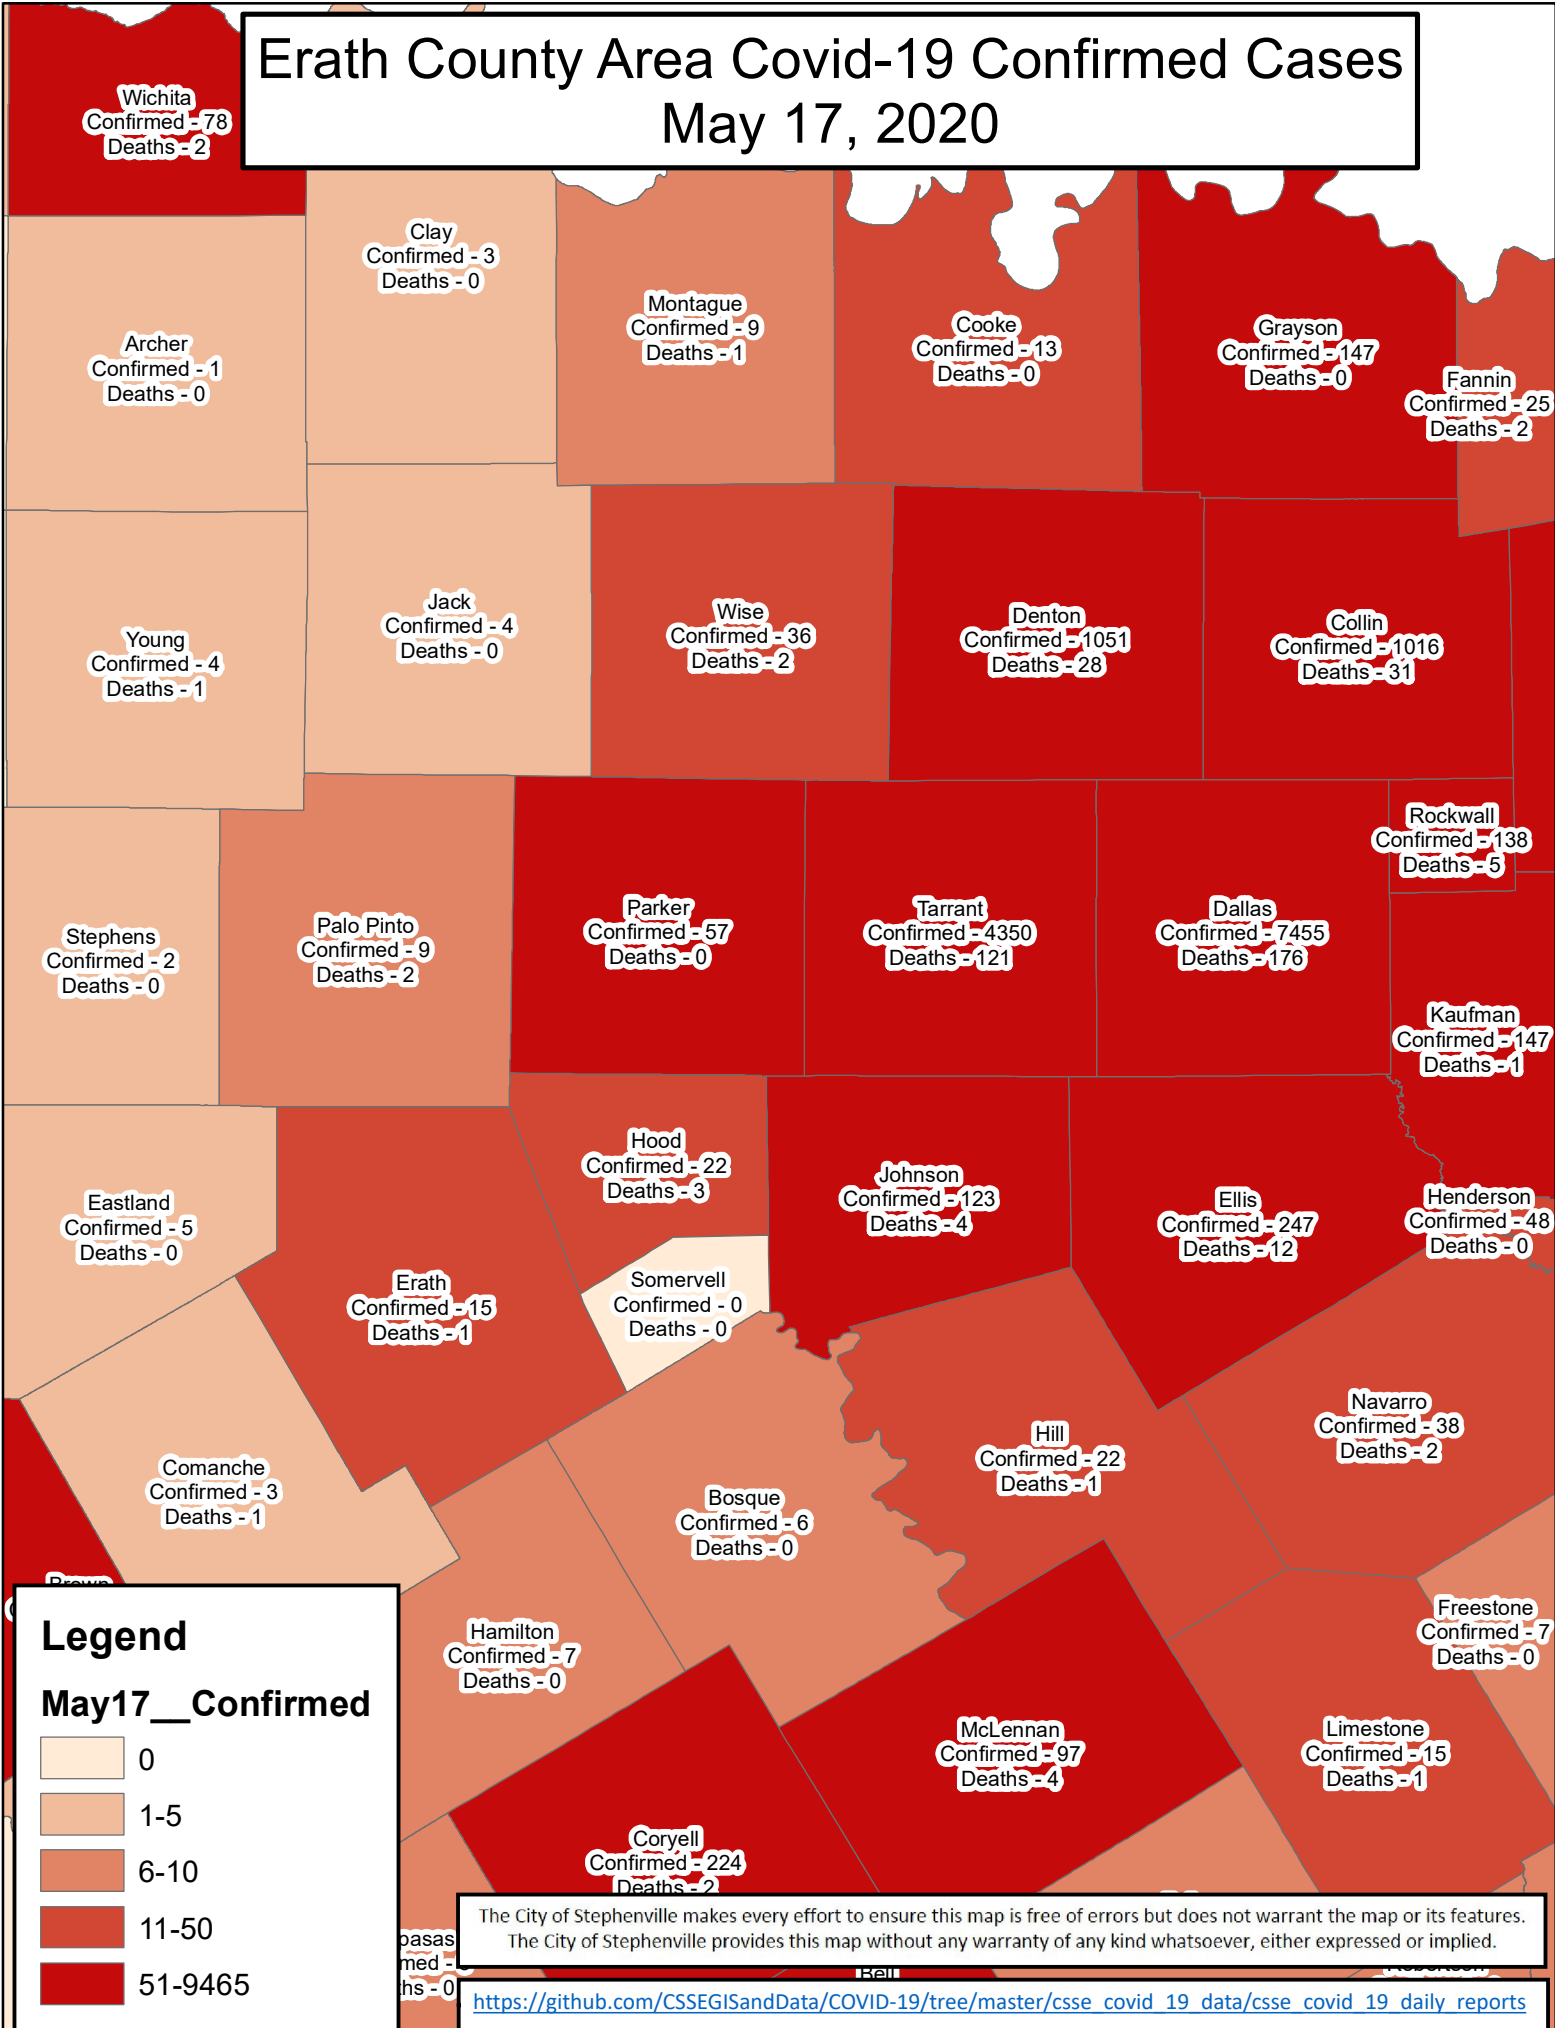 Erath County Area Covid-19 Confirmed Cases
May 17, 2020
Wichita
Confirmed - 78
Deaths - 2
Clay
Confirmed - 3
Deaths - 0
Montague
Confirmed - 9
Deaths - 1
Cooke
Confirmed - 13
Deaths - 0
Grayson
Confirmed - 147
Deaths - 0
Archer
Confirmed - 1
Deaths - 0
Fannin
Confirmed - 25
Deaths - 2
Young
Confirmed - 4
Deaths - 1
Jack
Confirmed - 4
Deaths - 0
Wise
Confirmed - 36
Deaths - 2
Denton
Confirmed - 1051
Deaths - 28
Collin
Confirmed - 1016
Deaths - 31
Rockwall
Confirmed - 138
Deaths - 5
Stephens
Confirmed - 2
Deaths - 0
Palo Pinto
Confirmed - 9
Deaths - 2
Parker
Confirmed - 57
Deaths - 0
Tarrant
Confirmed - 4350
Deaths - 121
Dallas
Confirmed - 7455
Deaths - 176
Kaufman
Confirmed - 147
Deaths - 1
Eastland
Confirmed - 5
Deaths - 0
Hood
Confirmed - 22
Deaths - 3
Johnson
Confirmed - 123
Deaths - 4
Ellis
Confirmed - 247
Deaths - 12
Henderson
Confirmed - 48
Deaths - 0
Erath
Confirmed - 15
Deaths - 1
Somervell
Confirmed - 0
Deaths - 0
Comanche
Confirmed - 3
Deaths - 1
Bosque
Confirmed - 6
Deaths - 0
Hill
Confirmed - 22
Deaths - 1
Navarro
Confirmed - 38
Deaths - 2
Brown
Hamilton
Confirmed - 7
Deaths - 0
Freestone
Confirmed - 7
Deaths - 0
McLennan
Confirmed - 97
Deaths - 4
Limestone
Confirmed - 15
Deaths - 1
Coryell
Confirmed - 224
Deaths - 2
pasas
med -
ths - 0
Bell
Robertson
Legend
May17__Confirmed
0
1-5
6-10
11-50
51-9465
The City of Stephenville makes every effort to ensure this map is free of errors but does not warrant the map or its features.
The City of Stephenville provides this map without any warranty of any kind whatsoever, either expressed or implied.
https://github.com/CSSEGISandData/COVID-19/tree/master/csse_covid_19_data/csse_covid_19_daily_reports